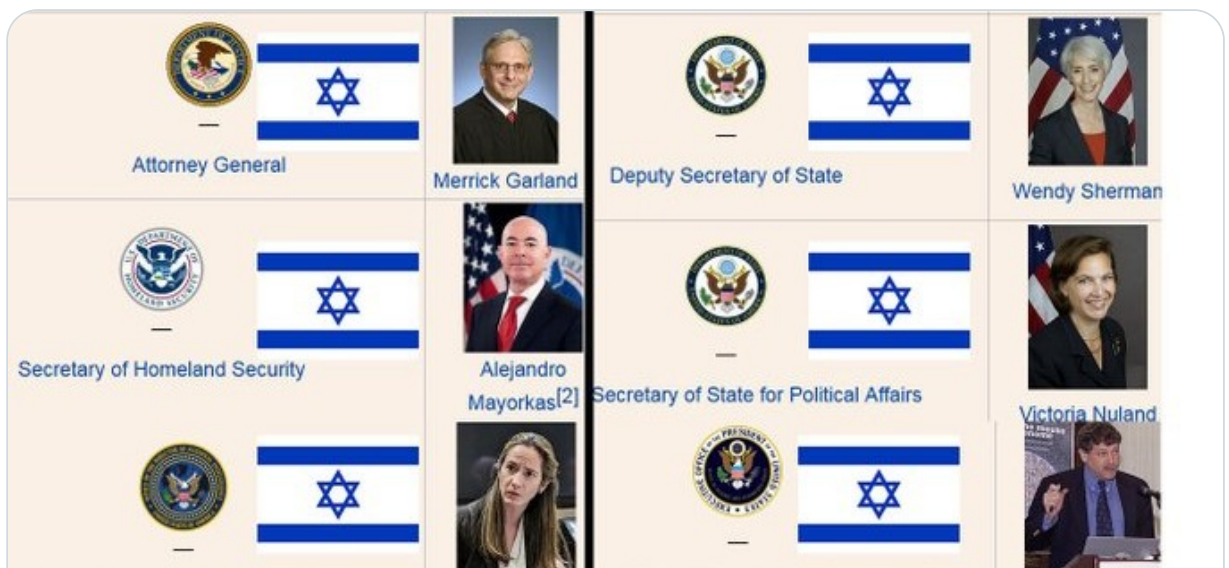 Attorney General
Merrick Garland
Deputy Secretary of State
Wendy Sherman
Secretary of Homeland Security
Alejandro
Mayorkas[2]
Secretary of State for Political Affairs
Victoria Nuland